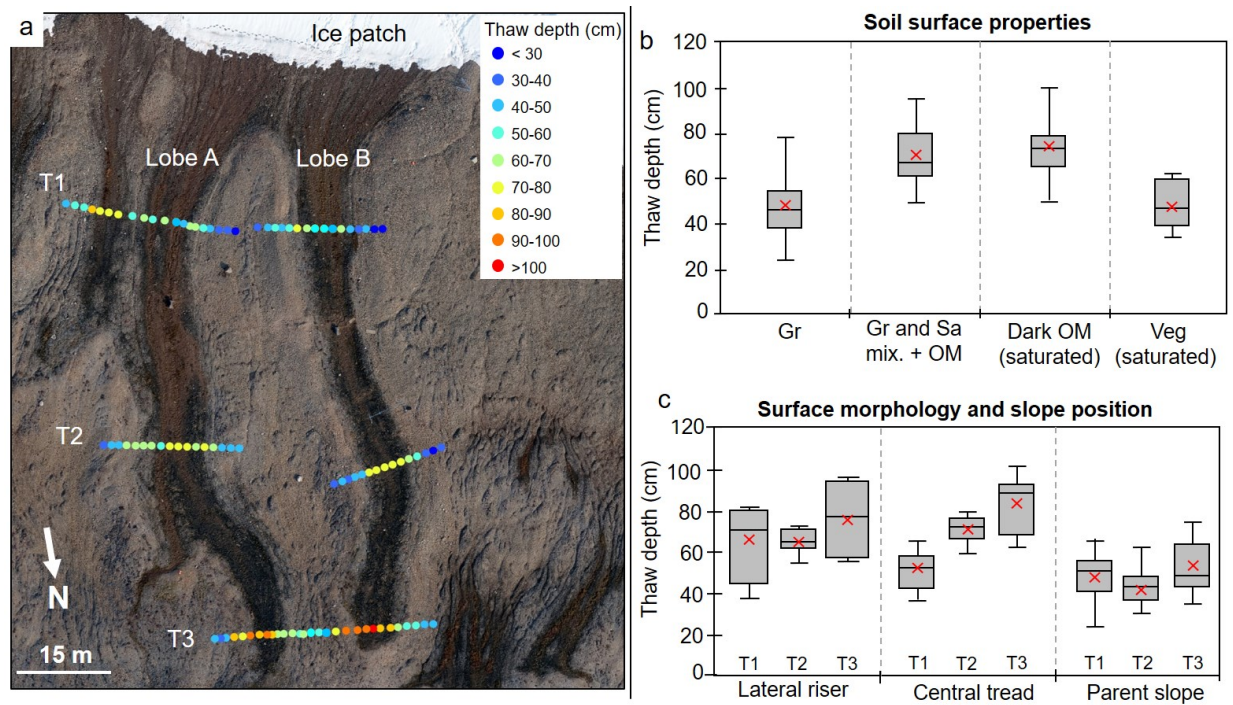 a
Ice patch
Thaw depth (cm)
< 30
30-40
40-50
50-60
60-70
70-80
80-90
90-100
>100
Lobe A
Lobe B
T1
T2
T3
N
15 m
b
Soil surface properties
Thaw depth (cm)
120
100
80
60
40
20
0
Gr
Gr and Sa
mix. + OM
Dark OM
(saturated)
Veg
(saturated)
c
Surface morphology and slope position
Thaw depth (cm)
120
100
80
60
40
20
0
T1 T2 T3 T1 T2 T3 T1 T2 T3
Lateral riser
Central tread
Parent slope